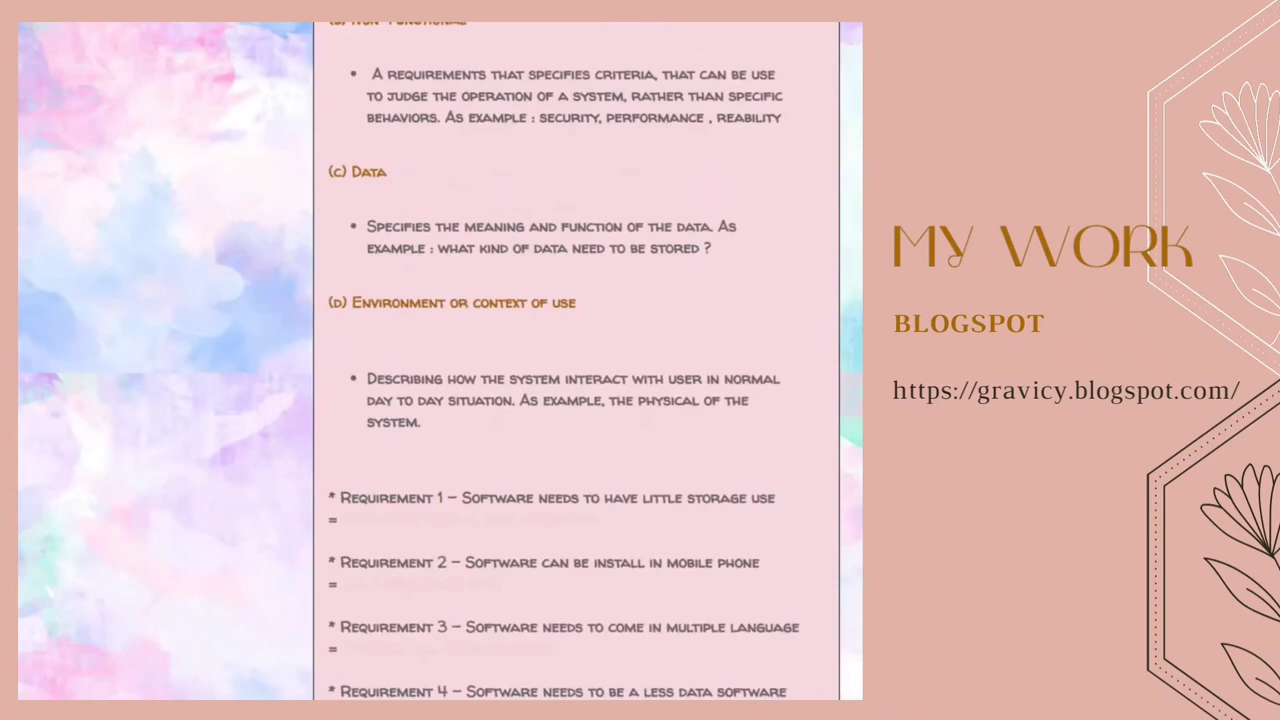 • A requirements that specifies criteria, that can be use
to judge the operation of a system, rather than specific
behaviors. As example : security, performance , reability
(c) Data
• Specifies the meaning and function of the data. As
example : what kind of data need to be stored ?
(d) Environment or context of use
• Describing how the system interact with user in normal
day to day situation. As example, the physical of the
system.
* Requirement 1 – Software needs to have little storage use
=
* Requirement 2 – Software can be install in mobile phone
=
* Requirement 3 – Software needs to come in multiple language
=
* Requirement 4 – Software needs to be a less data software
MY WORK
BLOGSPOT
https://gravicy.blogspot.com/